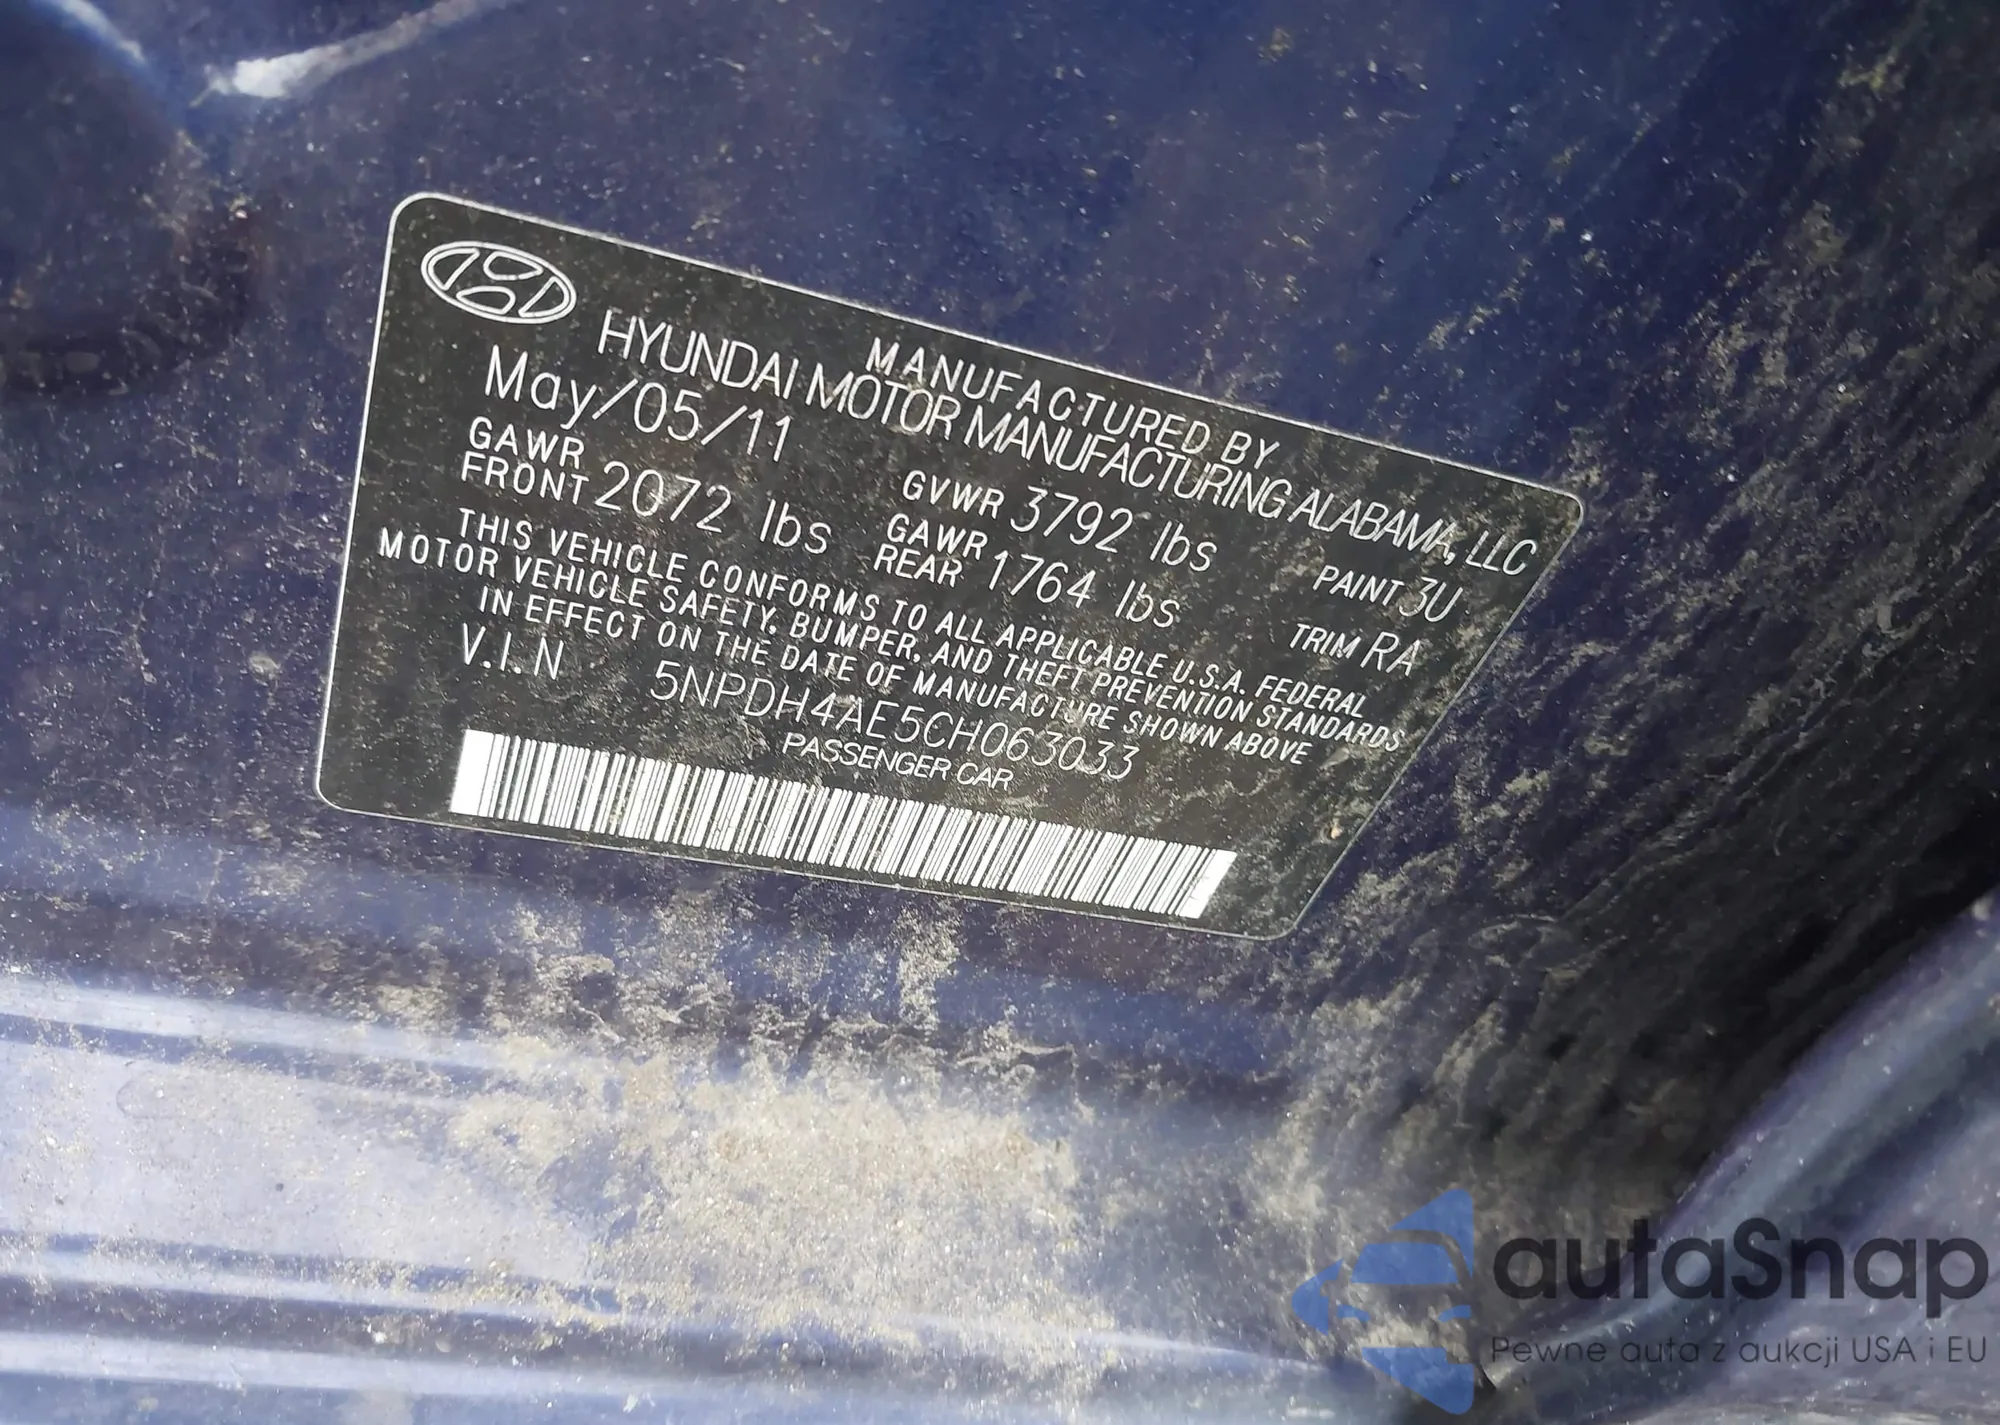 MANUFACTURED BY
HYUNDAI MOTOR MANUFACTURING ALABAMA, LLC
May/05/11
GVWR 3792 lbs
PAINT 3U
GAWR FRONT 2072 lbs
GAWR REAR 1764 lbs
TRIM RA
THIS VEHICLE CONFORMS TO ALL APPLICABLE U.S.A. FEDERAL
MOTOR VEHICLE SAFETY, BUMPER, AND THEFT PREVENTION STANDARDS
IN EFFECT ON THE DATE OF MANUFACTURE SHOWN ABOVE
V.I.N 5NPDH4AE5CH063033
PASSENGER CAR
autaSnap
Pewne auta z aukcji USA i EU